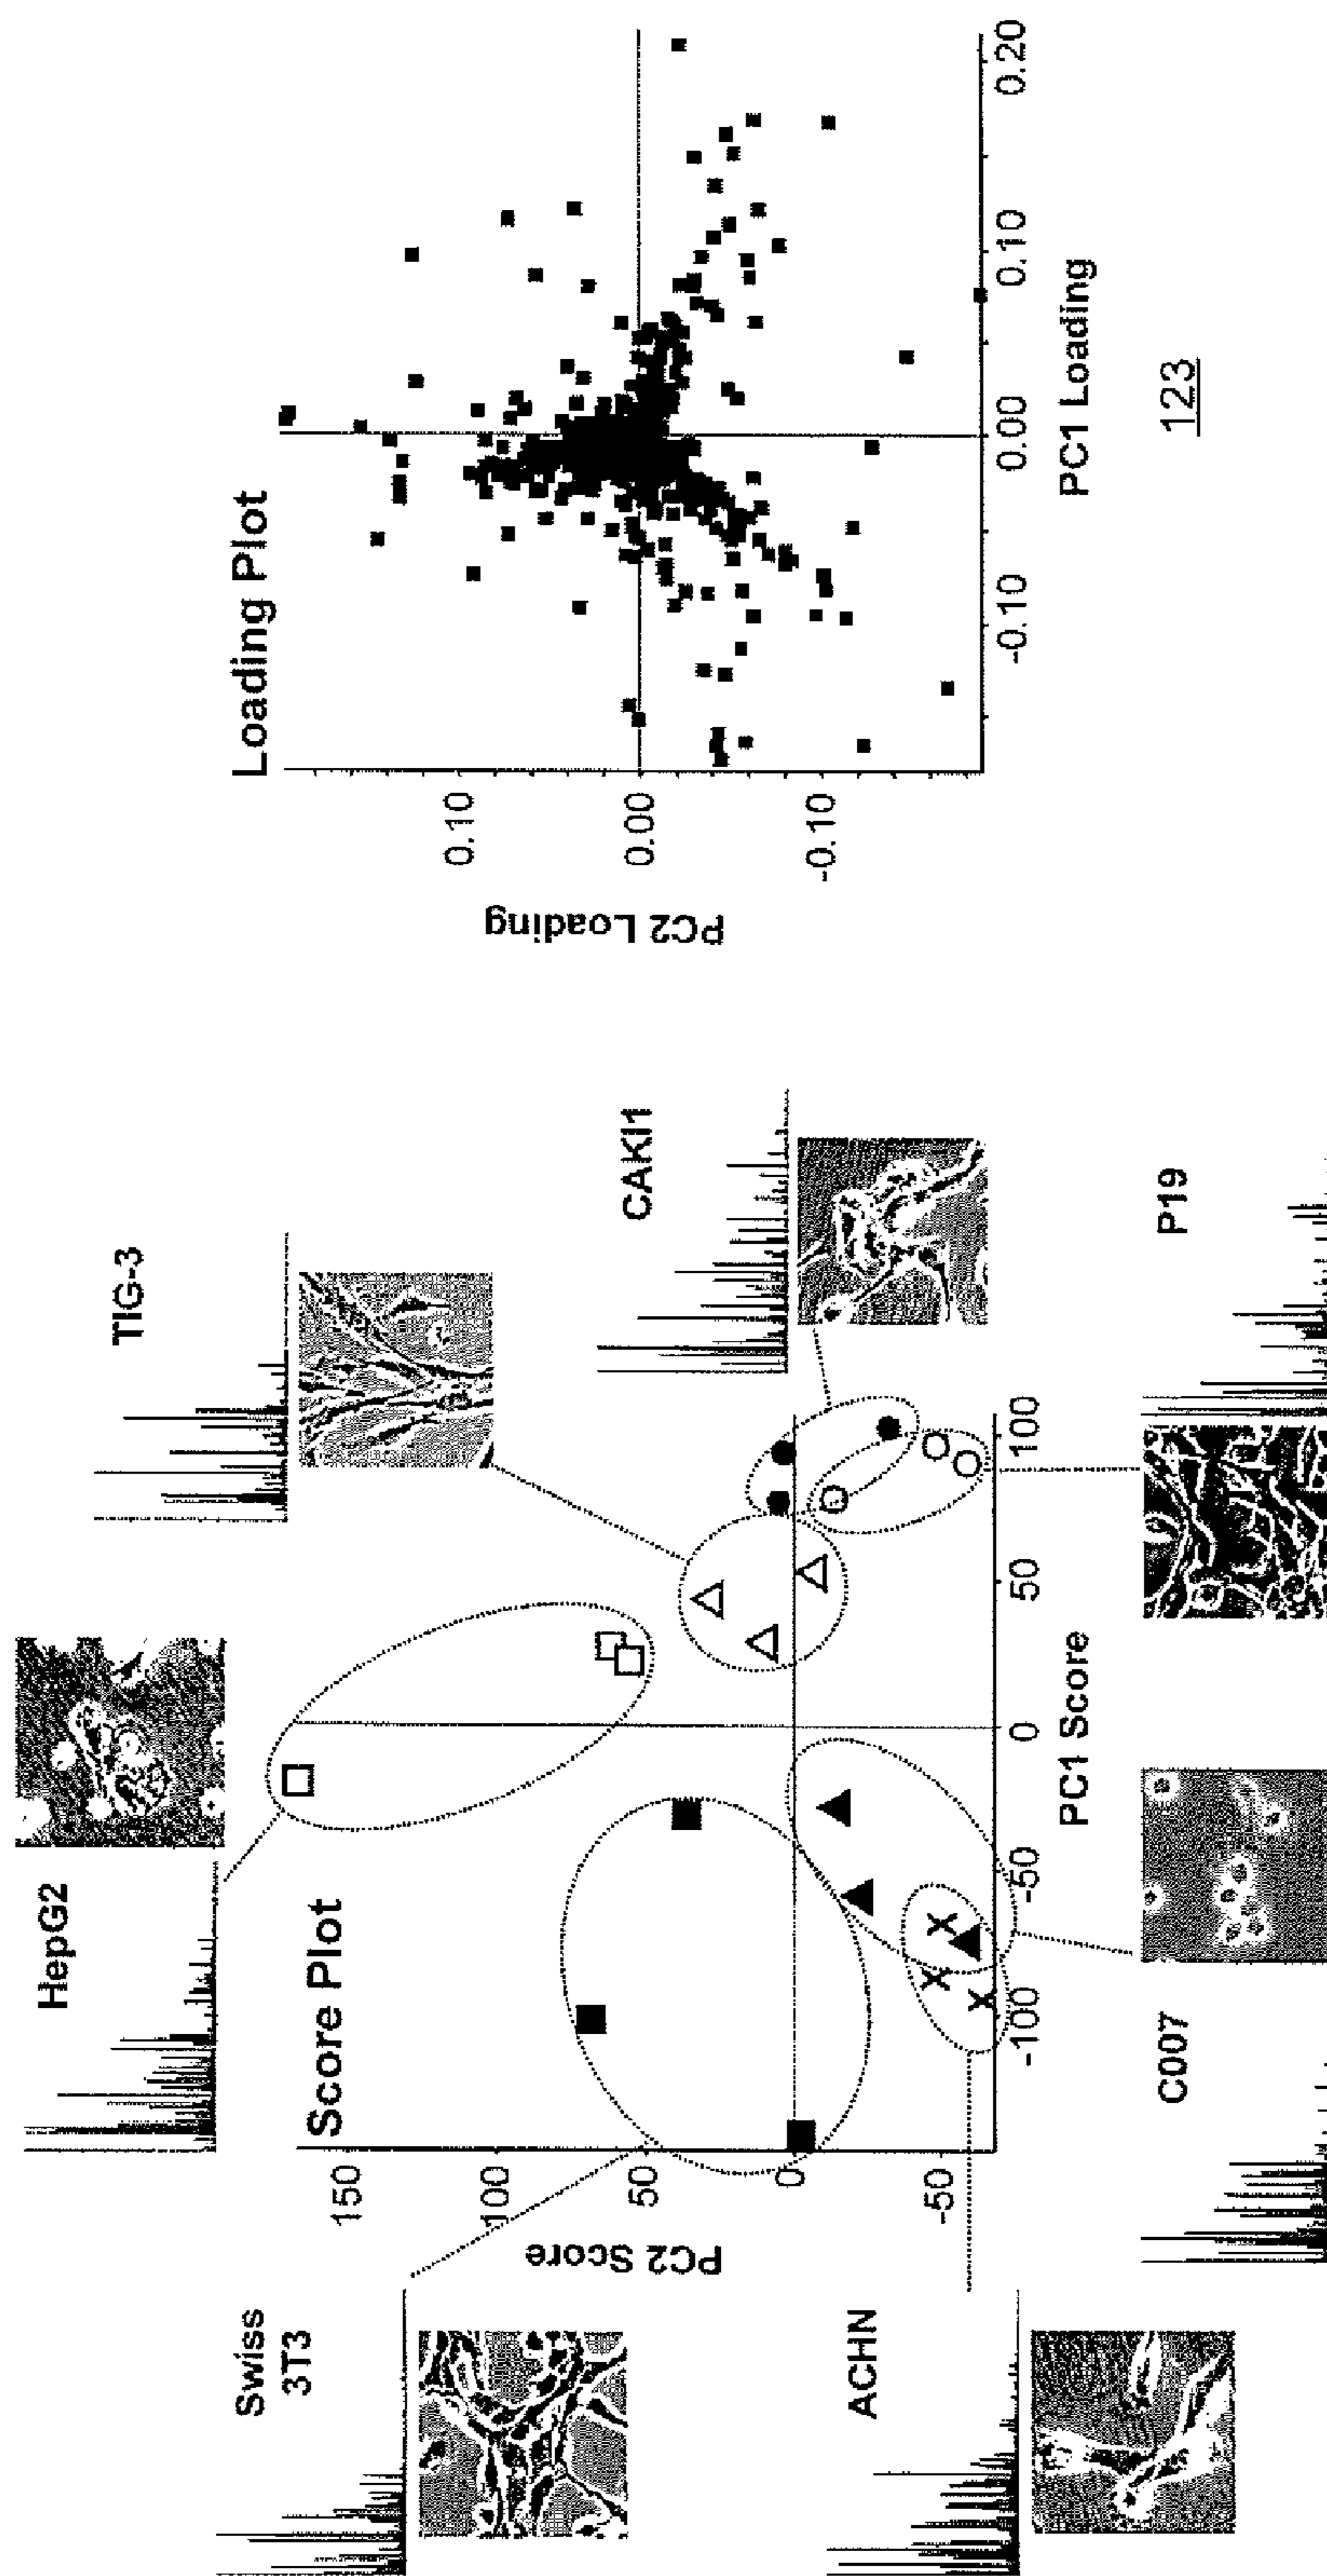 HepG2
TIG-3
Swiss
3T3
Score Plot
CAKI1
PC2 Score
150
100
50
0
-50
-100
-50
0
50
100
PC1 Score
ACHN
C007
P19
Loading Plot
PC2 Loading
0.10
0.00
-0.10
-0.10
0.00
0.10
0.20
PC1 Loading
123